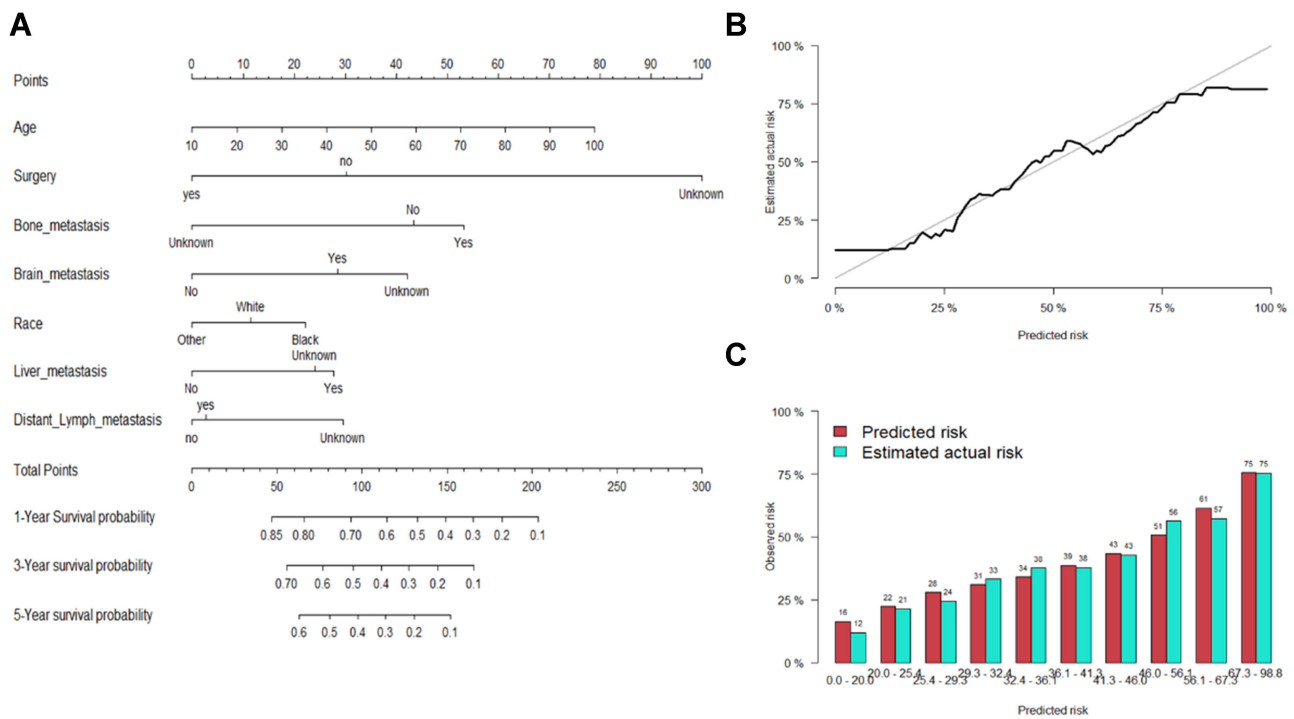 A
0 10 20 30 40 50 60 70 80 90 100
Points
Age
10 20 30 40 50 60 70 80 90 100
no
Surgery
yes Unknown
No
Bone_metastasis
Unknown Yes
Yes
Brain_metastasis
No Unknown
White
Race
Other Black
Unknown
Liver_metastasis
No Yes
yes
Distant_Lymph_metastasis
no Unknown
Total Points
0 50 100 150 200 250 300
1-Year Survival probability
0.85 0.80 0.70 0.6 0.5 0.4 0.3 0.2 0.1
3-Year survival probability
0.70 0.6 0.5 0.4 0.3 0.2 0.1
5-Year survival probability
0.6 0.5 0.4 0.3 0.2 0.1
B
100 %
75 %
50 %
25 %
0 %
Estimated actual risk
0 % 25 % 50 % 75 % 100 %
Predicted risk
C
100 %
75 %
50 %
25 %
0 %
Observed risk
Predicted risk
Estimated actual risk
16 12 22 21 28 24 31 33 34 38 39 38 43 43 51 56 61 57 75 75
0.0 - 20.0 20.0 - 25.4 25.4 - 29.3 29.3 - 32.4 32.4 - 36.1 36.1 - 41.3 41.3 - 46.0 46.0 - 56.1 56.1 - 67.3 67.3 - 98.8
Predicted risk